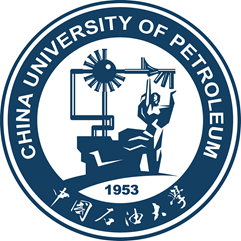 CHINA UNIVERSITY OF PETROLEUM
1953
中国石油大学